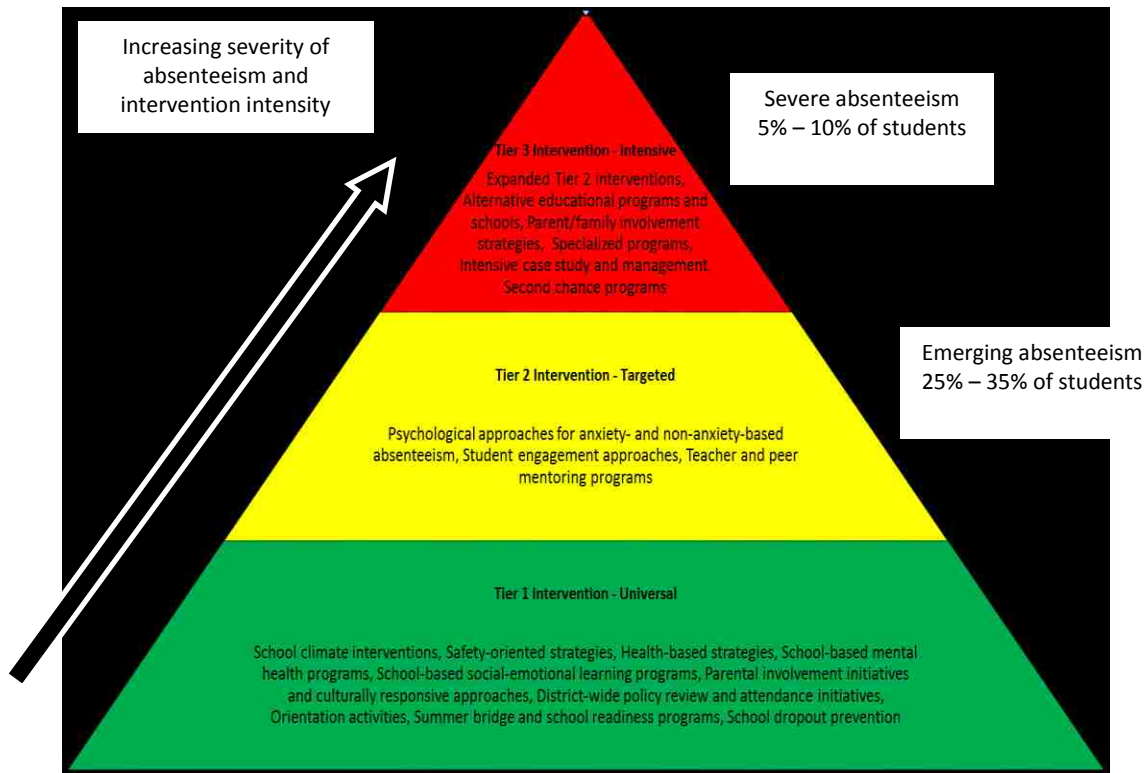 Increasing severity of
absenteeism and
intervention intensity
Severe absenteeism
5% – 10% of students
Tier 3 Intervention - Intensive
Expanded Tier 2 interventions,
Alternative educational programs and
schools, Parent/family involvement
strategies, Specialized programs,
Intensive case study and management
Second chance programs
Emerging absenteeism
25% – 35% of students
Tier 2 Intervention - Targeted
Psychological approaches for anxiety- and non-anxiety-based
absenteeism, Student engagement approaches, Teacher and peer
mentoring programs
Tier 1 Intervention - Universal
School climate interventions, Safety-oriented strategies, Health-based strategies, School-based mental
health programs, School-based social-emotional learning programs, Parental involvement initiatives
and culturally responsive approaches, District-wide policy review and attendance initiatives,
Orientation activities, Summer bridge and school readiness programs, School dropout prevention